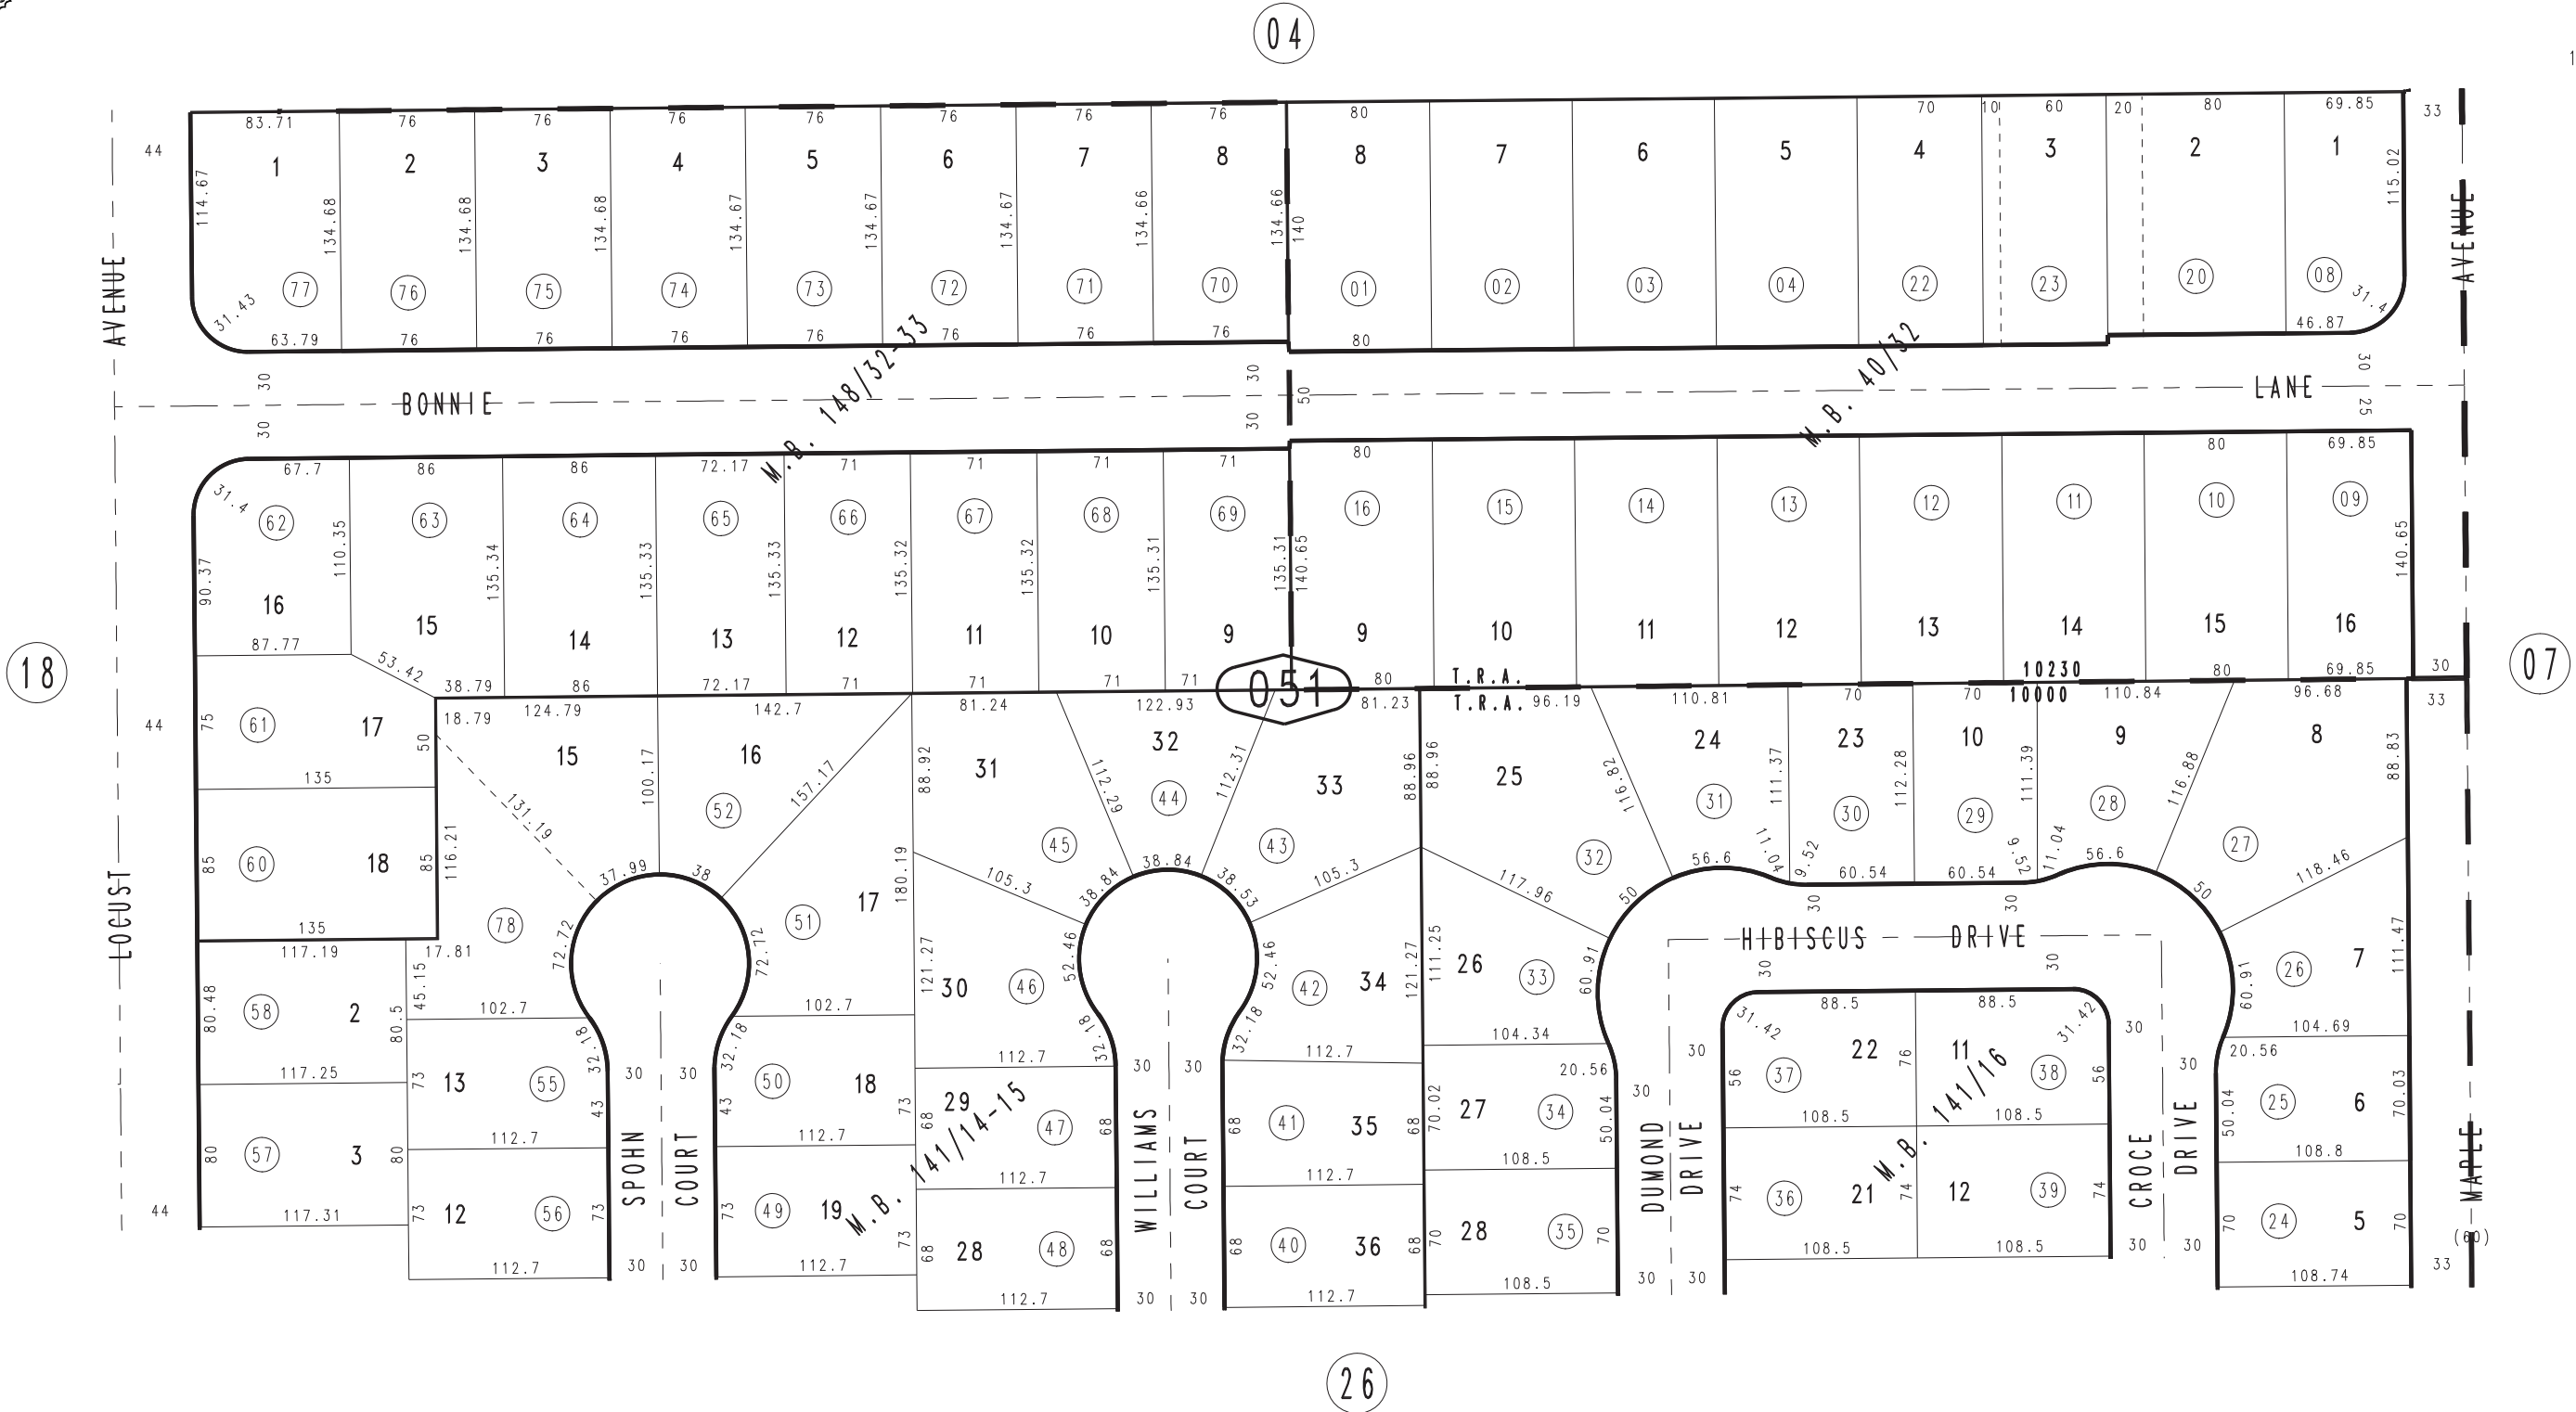 04
1
83.71 76 76 76 76 76 76 76 80 70 10 60 20 80 69.85 33
44 1 2 3 4 5 6 7 8 8 7 6 5 4 3 2 1
114.67 134.68 134.68 134.68 134.67 134.67 134.67 134.66 134.66 140 115.02
77 76 75 74 73 72 71 70 01 02 03 04 22 23 20 08
31.43 31.4
63.79 76 76 76 76 76 76 76 80 46.87
AVENUE
AVENUE
M.B. 148/32-33
M.B. 40/32
30 30 50 30
BONNIE LANE
30 30 25
67.7 86 86 72.17 71 71 71 71 80 80 69.85
31.4
62 63 64 65 66 67 68 69 16 15 14 13 12 11 10 09
90.37 110.35 135.34 135.33 135.33 135.32 135.32 135.31 135.31 140.65 140.65
16 15 14 13 12 11 10 9 9 10 11 12 13 14 15 16
87.77 53.42 38.79 86 72.17 71 71 71 71 80 80 69.85 30
18
07
051
T.R.A. 10230
T.R.A. 10000
18.79 124.79 142.7 81.24 122.93 81.23 96.19 110.81 70 70 110.84 96.68 33
44 75 61 17 50 15 16 31 32 33 25 24 23 10 9 8
135 131.19 100.17 157.17 88.92 112.29 112.31 88.96 88.96 116.82 111.37 112.28 111.39 116.88 88.83
52 44 31 30 29 28
85 60 18 85 116.21 45 43 32 27
37.99 38 38.84 38.84 38.53 56.6 11.04 9.52 60.54 60.54 9.52 11.04 56.6
105.3 105.3 117.96 50 50 118.46
LOCUST
135 78 51 17 180.19
117.19 17.81 72.72 72.72
30 30
HIBISCUS DRIVE
30 30
80.48 58 2 80.5 45.15 102.7 102.7 121.27 30 46 52.46 52.46 42 34 121.27 111.25 26 33 60.91 60.91 26 7 111.47
88.5 88.5
32.18 32.18 32.18 32.18 104.34 31.42 31.42 104.69
112.7 112.7 20.56 20.56
117.25 30 30 30 30 30 30 30 30
73 13 55 43 43 50 18 73 68 29 47 68 68 41 35 68 70.02 27 34 50.04 56 37 22 76 11 38 56 50.04 25 6 70.03
112.7 112.7 112.7 112.7 108.5 108.5 108.5 108.8
80 57 3 80
SPOHN COURT
WILLIAMS COURT
DUMOND DRIVE
CROCE DRIVE
MAPLE
M.B. 141/14-15
M.B. 141/16
44 117.31 73 12 56 73 73 49 19 73 68 28 48 68 68 40 36 68 70 28 35 70 74 36 21 74 12 39 74 70 24 5 70
(60)
112.7 30 30 112.7 112.7 30 30 112.7 108.5 30 30 108.5 108.5 30 30 108.74 33
26